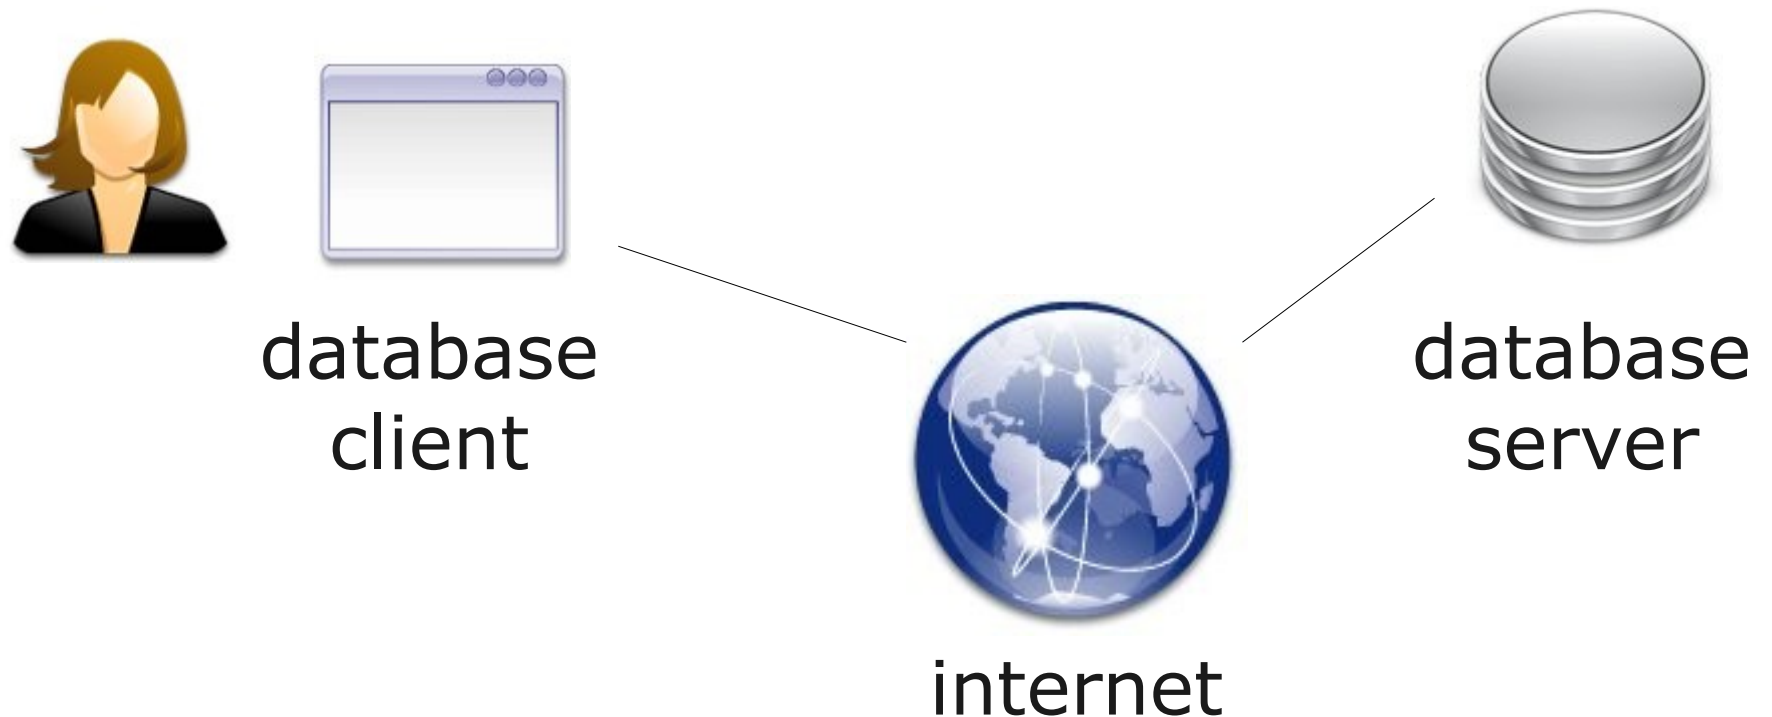 database
client
database
server
internet